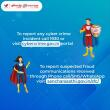 To report any cyber crime
incident call 1930 or
visit cybercrime.gov.in portal
To report suspected fraud
communications received
through Phone call/SMS/Whatsapp
visit sancharsaathi.gov.in/sfc